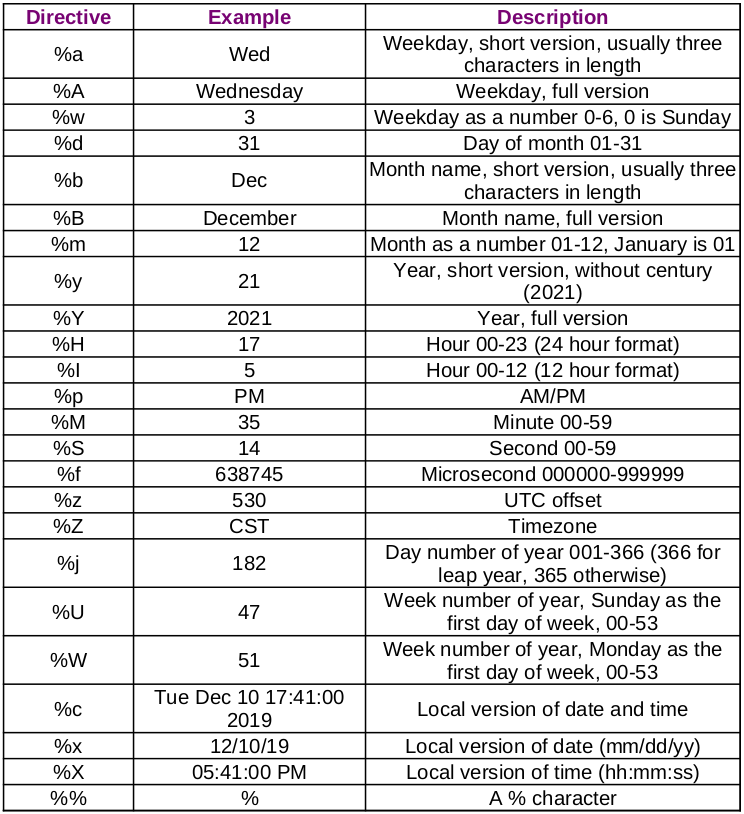 Directive Example Description
%a Wed Weekday, short version, usually three
characters in length
%A Wednesday Weekday, full version
%w 3 Weekday as a number 0-6, 0 is Sunday
%d 31 Day of month 01-31
%b Dec Month name, short version, usually three
characters in length
%B December Month name, full version
%m 12 Month as a number 01-12, January is 01
%y 21 Year, short version, without century
(2021)
%Y 2021 Year, full version
%H 17 Hour 00-23 (24 hour format)
%I 5 Hour 00-12 (12 hour format)
%p PM AM/PM
%M 35 Minute 00-59
%S 14 Second 00-59
%f 638745 Microsecond 000000-999999
%z 530 UTC offset
%Z CST Timezone
%j 182 Day number of year 001-366 (366 for
leap year, 365 otherwise)
%U 47 Week number of year, Sunday as the
first day of week, 00-53
%W 51 Week number of year, Monday as the
first day of week, 00-53
%c Tue Dec 10 17:41:00
2019 Local version of date and time
%x 12/10/19 Local version of date (mm/dd/yy)
%X 05:41:00 PM Local version of time (hh:mm:ss)
%% % A % character